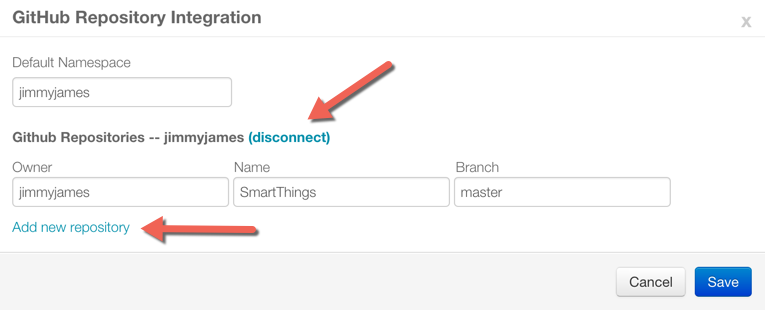 GitHub Repository Integration
x
Default Namespace
jimmyjames
Github Repositories -- jimmyjames (disconnect)
Owner Name Branch
jimmyjames SmartThings master
Add new repository
Cancel Save